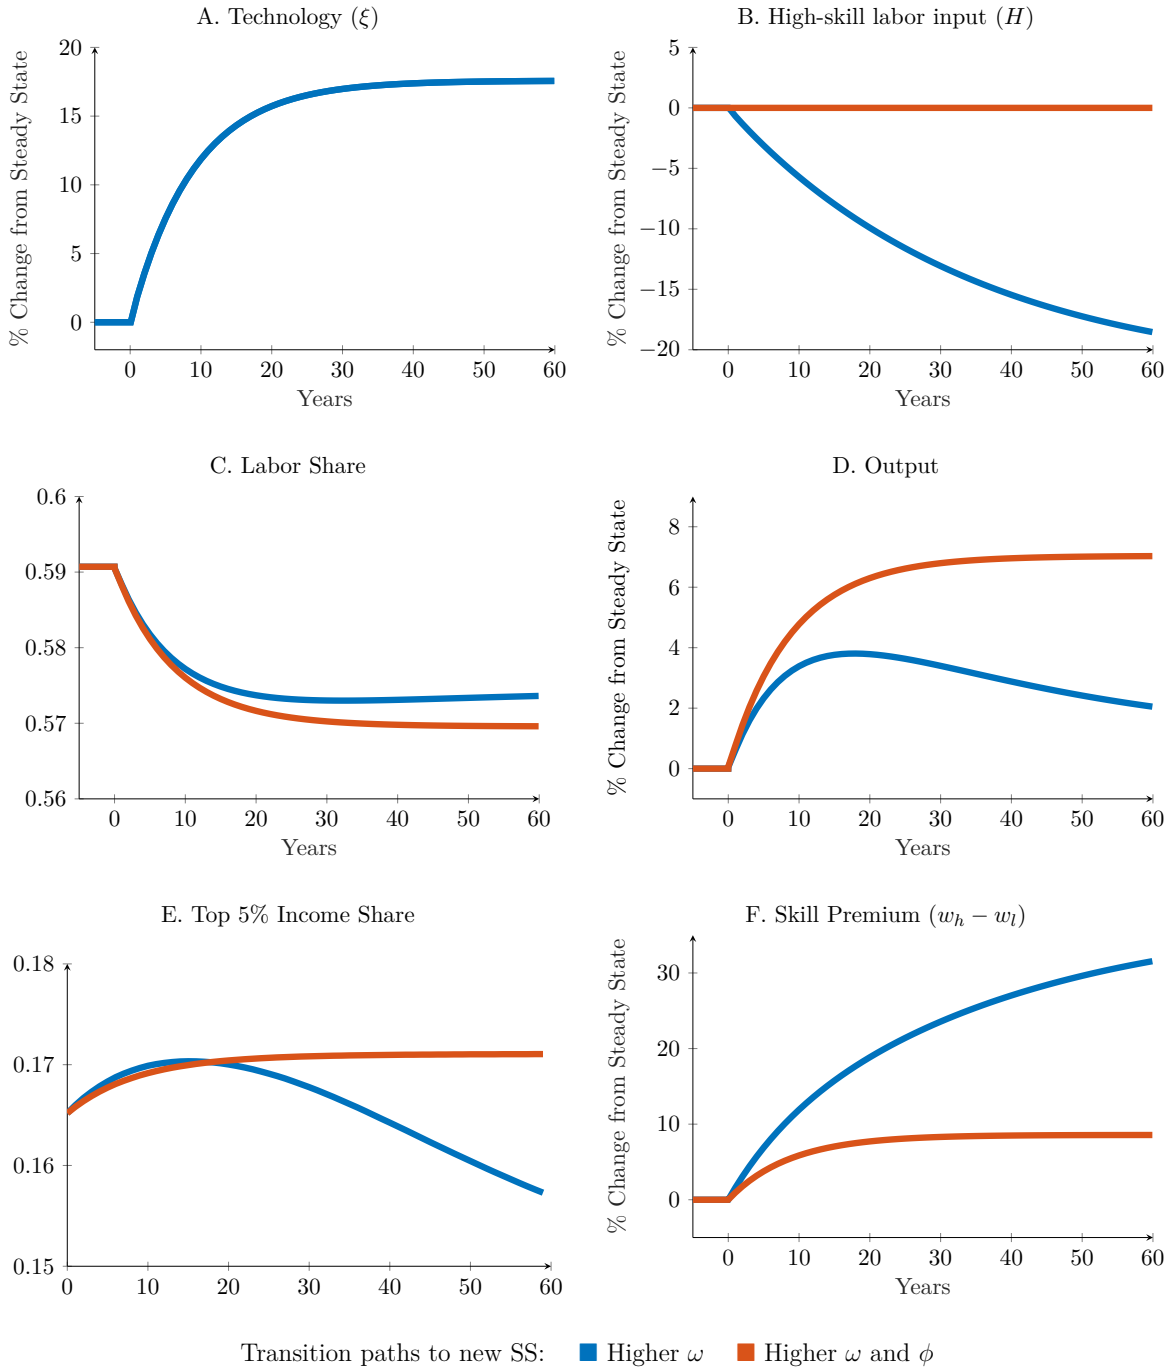 A. Technology (ξ)
% Change from Steady State
20
15
10
5
0
0 10 20 30 40 50 60
Years
B. High-skill labor input (H)
% Change from Steady State
5
0
−5
−10
−15
−20
0 10 20 30 40 50 60
Years
C. Labor Share
0.6
0.59
0.58
0.57
0.56
0 10 20 30 40 50 60
Years
D. Output
% Change from Steady State
8
6
4
2
0
0 10 20 30 40 50 60
Years
E. Top 5% Income Share
0.18
0.17
0.16
0.15
0 10 20 30 40 50 60
F. Skill Premium (w_h − w_l)
% Change from Steady State
30
20
10
0
0 10 20 30 40 50 60
Years
Transition paths to new SS: Higher ω Higher ω and ϕ